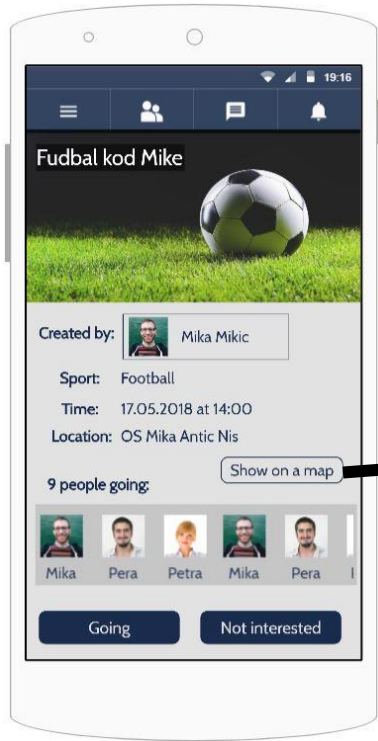 19:16
Fudbal kod Mike
Created by: Mika Mikic
Sport: Football
Time: 17.05.2018 at 14:00
Location: OS Mika Antic Nis
Show on a map
9 people going:
Mika Pera Petra Mika Pera
Going Not interested